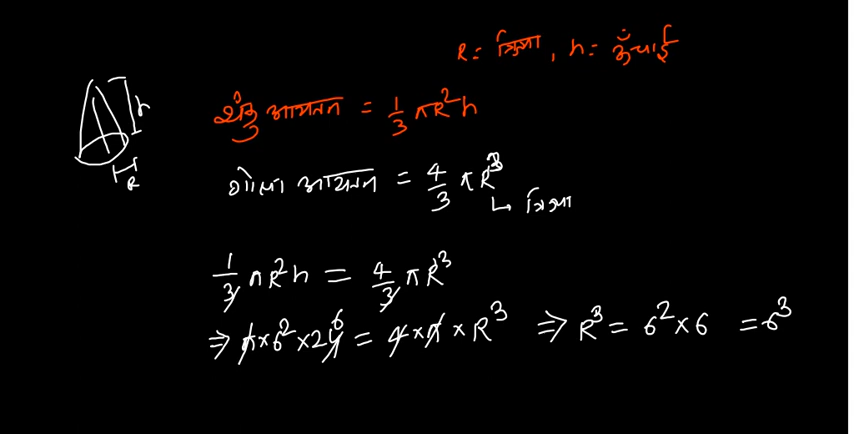 R = त्रिज्या, h = ऊँचाई
शंकु आयतन = 1/3 πR²h
h
R
गोला आयतन = 4/3 πR³
↳ त्रिज्या
1/3 πR²h = 4/3 πR³
⇒ π × 6² × 24 6 = 4 × π × R³ ⇒ R³ = 6² × 6 = 6³